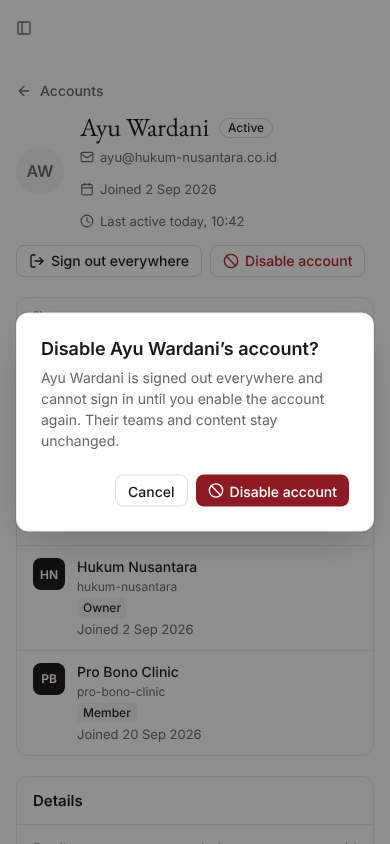 Accounts
Ayu Wardani
Active
AW
ayu@hukum-nusantara.co.id
Joined 2 Sep 2026
Last active today, 10:42
Sign out everywhere
Disable account
Disable Ayu Wardani’s account?
Ayu Wardani is signed out everywhere and
cannot sign in until you enable the account
again. Their teams and content stay
unchanged.
Cancel
Disable account
HN
Hukum Nusantara
hukum-nusantara
Owner
Joined 2 Sep 2026
PB
Pro Bono Clinic
pro-bono-clinic
Member
Joined 20 Sep 2026
Details